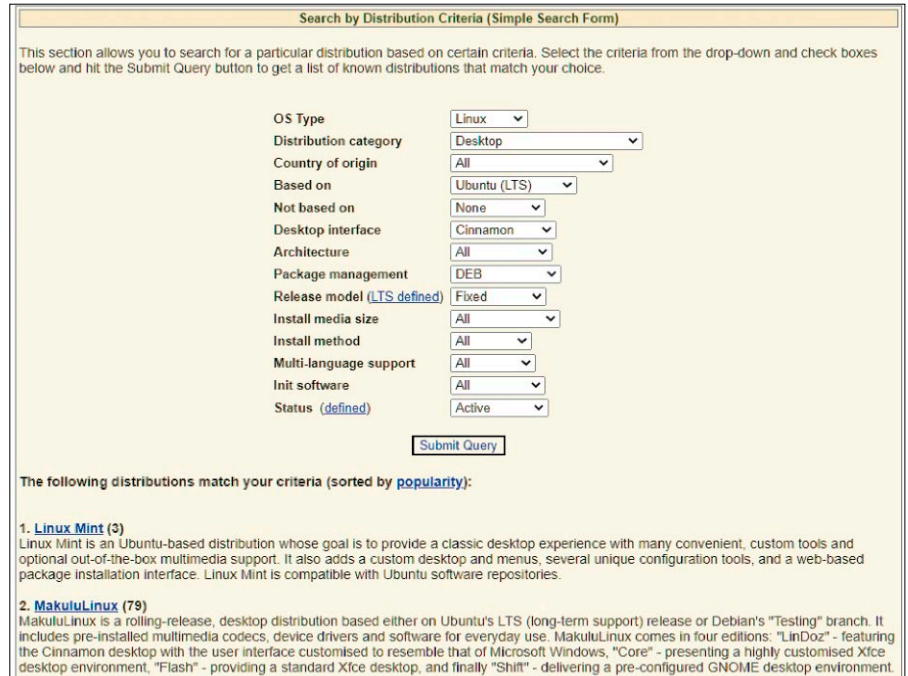 Search by Distribution Criteria (Simple Search Form)
This section allows you to search for a particular distribution based on certain criteria. Select the criteria from the drop-down and check boxes
below and hit the Submit Query button to get a list of known distributions that match your choice.
OS Type Linux
Distribution category Desktop
Country of origin All
Based on Ubuntu (LTS)
Not based on None
Desktop interface Cinnamon
Architecture All
Package management DEB
Release model (LTS defined) Fixed
Install media size All
Install method All
Multi-language support All
Init software All
Status (defined) Active
Submit Query
The following distributions match your criteria (sorted by popularity):
1. Linux Mint (3)
Linux Mint is an Ubuntu-based distribution whose goal is to provide a classic desktop experience with many convenient, custom tools and
optional out-of-the-box multimedia support. It also adds a custom desktop and menus, several unique configuration tools, and a web-based
package installation interface. Linux Mint is compatible with Ubuntu software repositories.
2. MakuluLinux (79)
MakuluLinux is a rolling-release, desktop distribution based either on Ubuntu's LTS (long-term support) release or Debian's "Testing" branch. It
includes pre-installed multimedia codecs, device drivers and software for everyday use. MakuluLinux comes in four editions: "LinDoz" - featuring
the Cinnamon desktop with the user interface customised to resemble that of Microsoft Windows, "Core" - presenting a highly customised Xfce
desktop environment, "Flash" - providing a standard Xfce desktop, and finally "Shift" - delivering a pre-configured GNOME desktop environment.